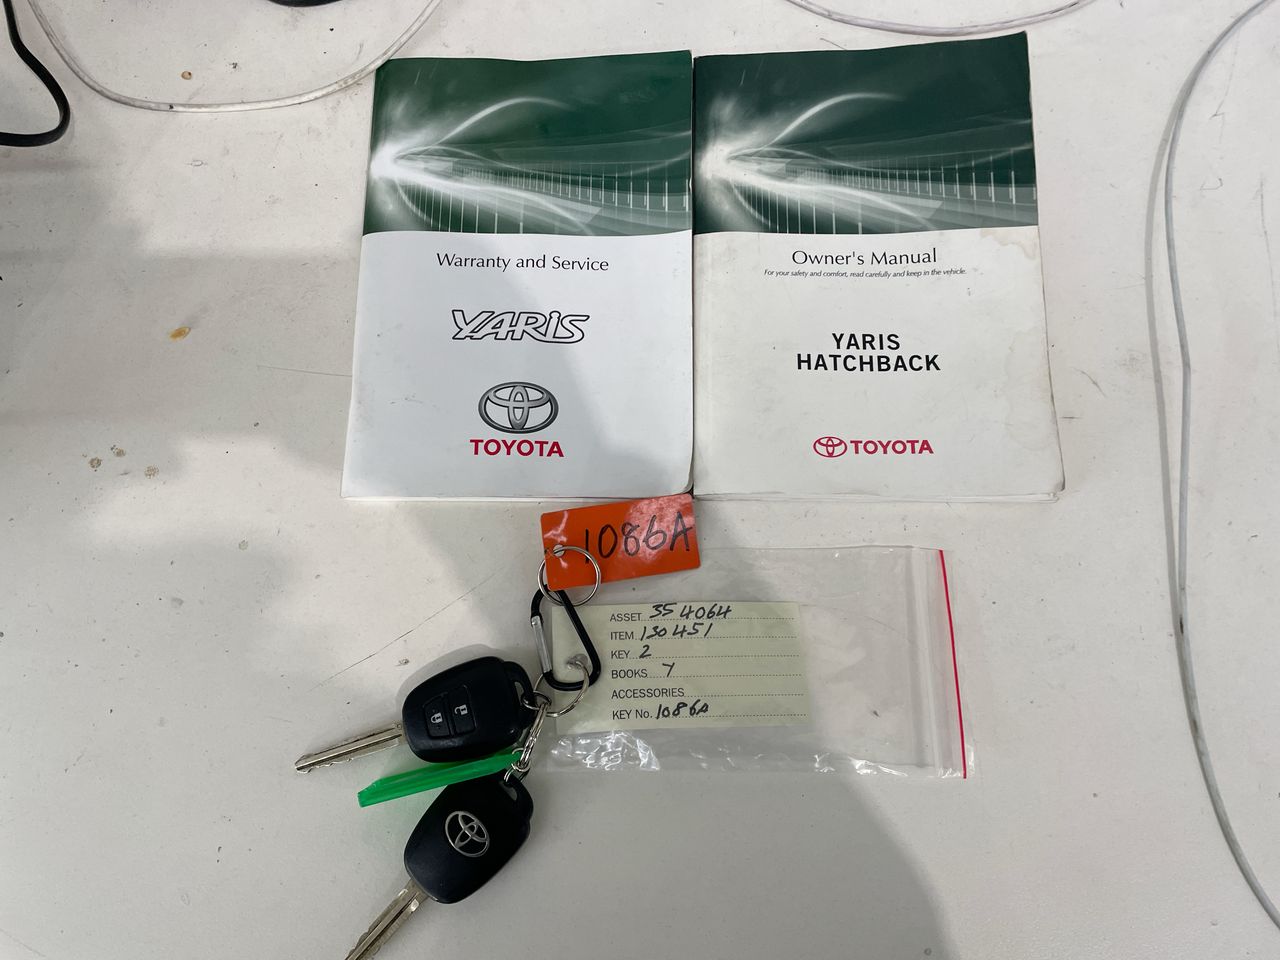 Warranty and Service
YARIS
TOYOTA
Owner's Manual
For your safety and comfort, read carefully and keep in the vehicle.
YARIS
HATCHBACK
TOYOTA
1086A
ASSET 354064
ITEM 130451
KEY 2
BOOKS Y
ACCESSORIES
KEY No. 1086A